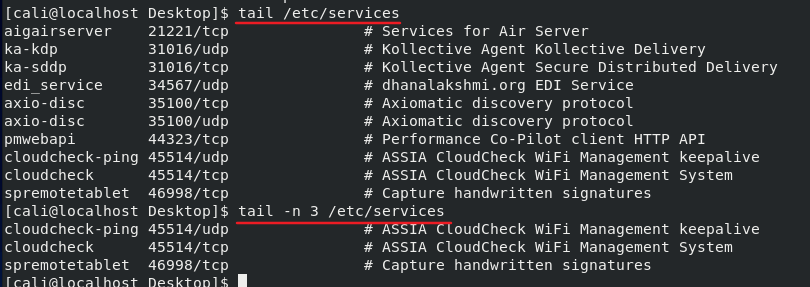 [cali@localhost Desktop]$ tail /etc/services
aigairserver    21221/tcp               # Services for Air Server
ka-kdp          31016/udp               # Kollective Agent Kollective Delivery
ka-sddp         31016/tcp               # Kollective Agent Secure Distributed Delivery
edi_service     34567/udp               # dhanalakshmi.org EDI Service
axio-disc       35100/tcp               # Axiomatic discovery protocol
axio-disc       35100/udp               # Axiomatic discovery protocol
pmwebapi        44323/tcp               # Performance Co-Pilot client HTTP API
cloudcheck-ping 45514/udp               # ASSIA CloudCheck WiFi Management keepalive
cloudcheck      45514/tcp               # ASSIA CloudCheck WiFi Management System
spremotetablet  46998/tcp               # Capture handwritten signatures
[cali@localhost Desktop]$ tail -n 3 /etc/services
cloudcheck-ping 45514/udp               # ASSIA CloudCheck WiFi Management keepalive
cloudcheck      45514/tcp               # ASSIA CloudCheck WiFi Management System
spremotetablet  46998/tcp               # Capture handwritten signatures
[cali@localhost Desktop]$